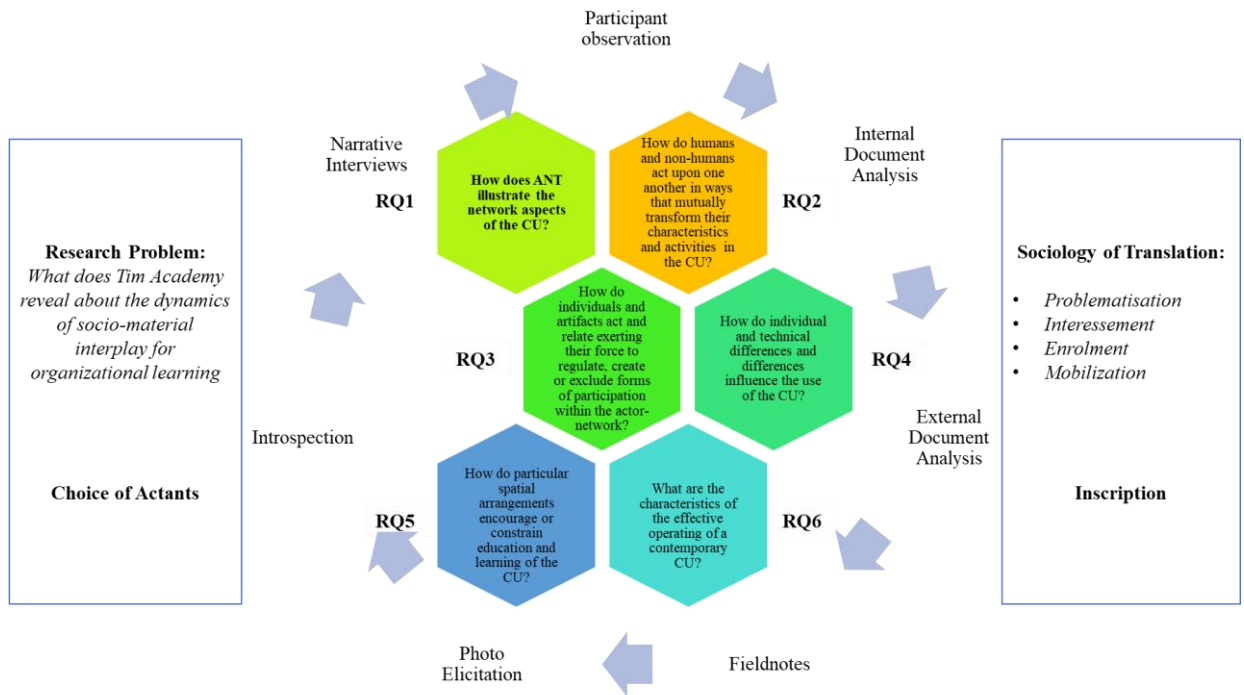 Participant
observation
Narrative
Interviews
Internal
Document
Analysis
RQ1
How does ANT
illustrate the
network aspects
of the CU?
How do humans
and non-humans
act upon one
another in ways
that mutually
transform their
characteristics
and activities in
the CU?
RQ2
Research Problem:
What does Tim Academy
reveal about the dynamics
of socio-material
interplay for
organizational learning
Choice of Actants
Sociology of Translation:
• Problematisation
• Interessement
• Enrolment
• Mobilization
Inscription
RQ3
How do
individuals and
artifacts act and
relate exerting
their force to
regulate, create
or exclude forms
of participation
within the actor-
network?
How do individual
and technical
differences and
differences
influence the use
of the CU?
RQ4
Introspection
External
Document
Analysis
RQ5
How do particular
spatial
arrangements
encourage or
constrain
education and
learning of the
CU?
What are the
characteristics of
the effective
operating of a
contemporary
CU?
RQ6
Photo
Elicitation
Fieldnotes